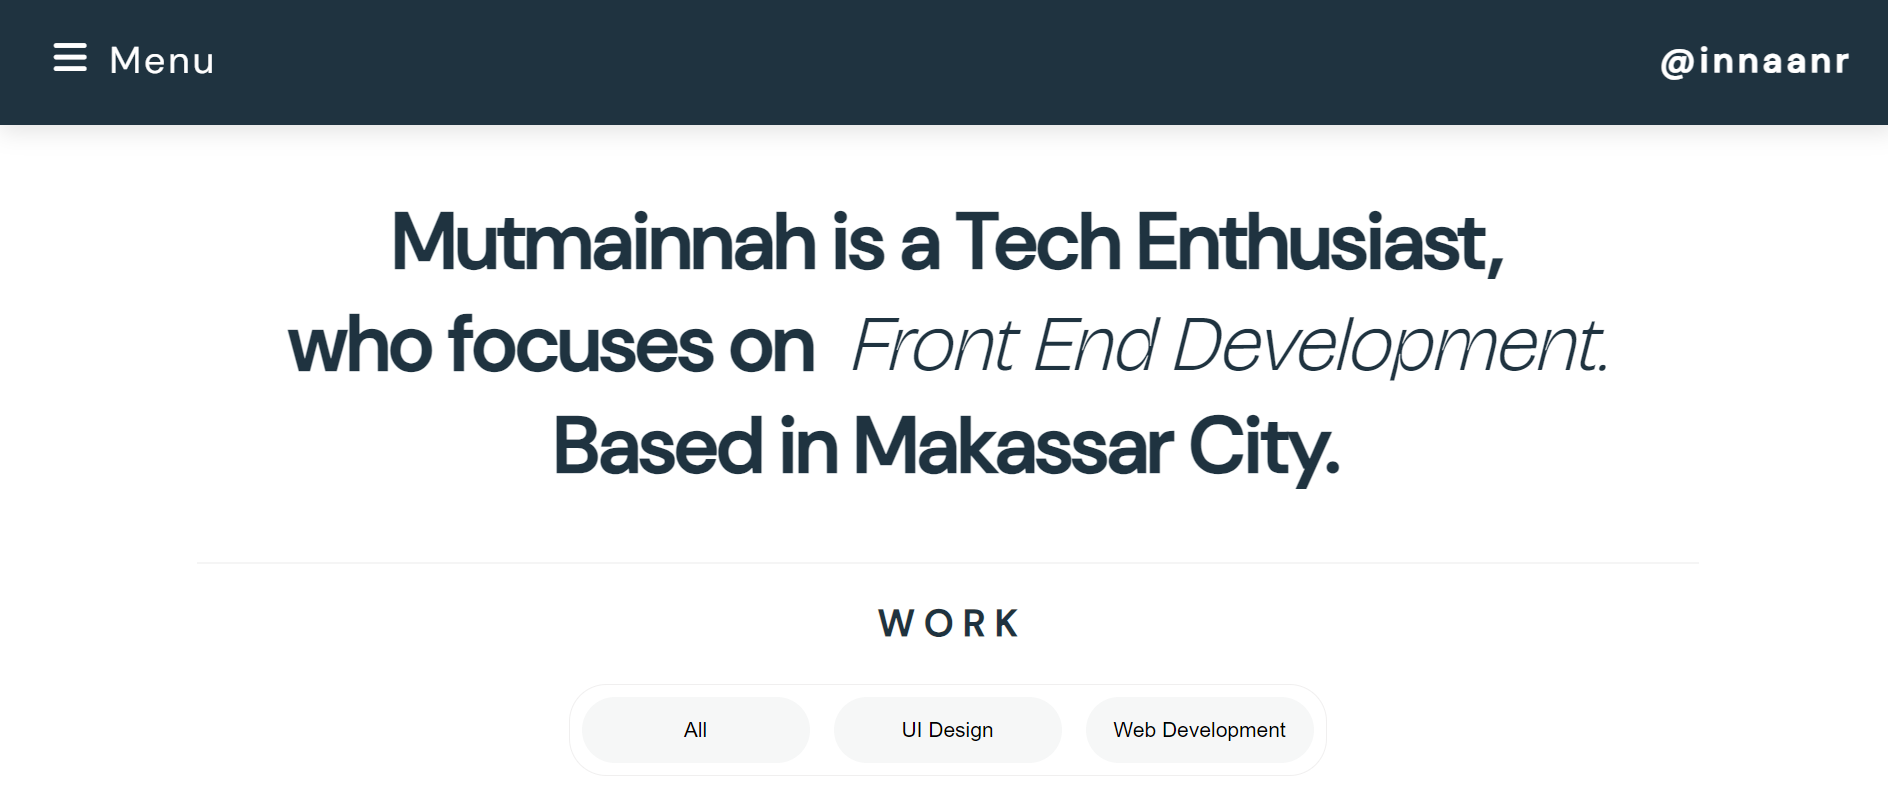 Menu
@innaanr
Mutmainnah is a Tech Enthusiast,
who focuses on Front End Development.
Based in Makassar City.
WORK
All
UI Design
Web Development